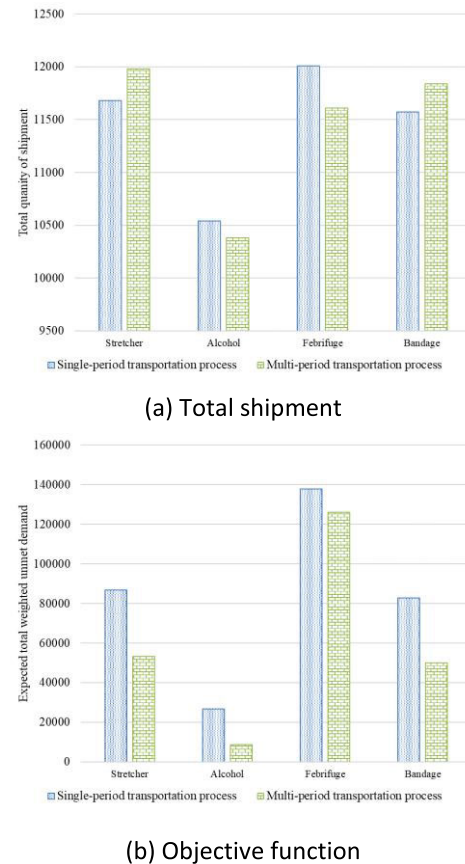 12500
12000
11500
11000
10500
10000
9500
Total quanity of shipment
Stretcher Alcohol Febrifuge Bandage
Single-period transportation process Multi-period transportation process
(a) Total shipment
160000
140000
120000
100000
80000
60000
40000
20000
0
Expected total weighted unmet demand
Stretcher Alcohol Febrifuge Bandage
Single-period transportation process Multi-period transportation process
(b) Objective function